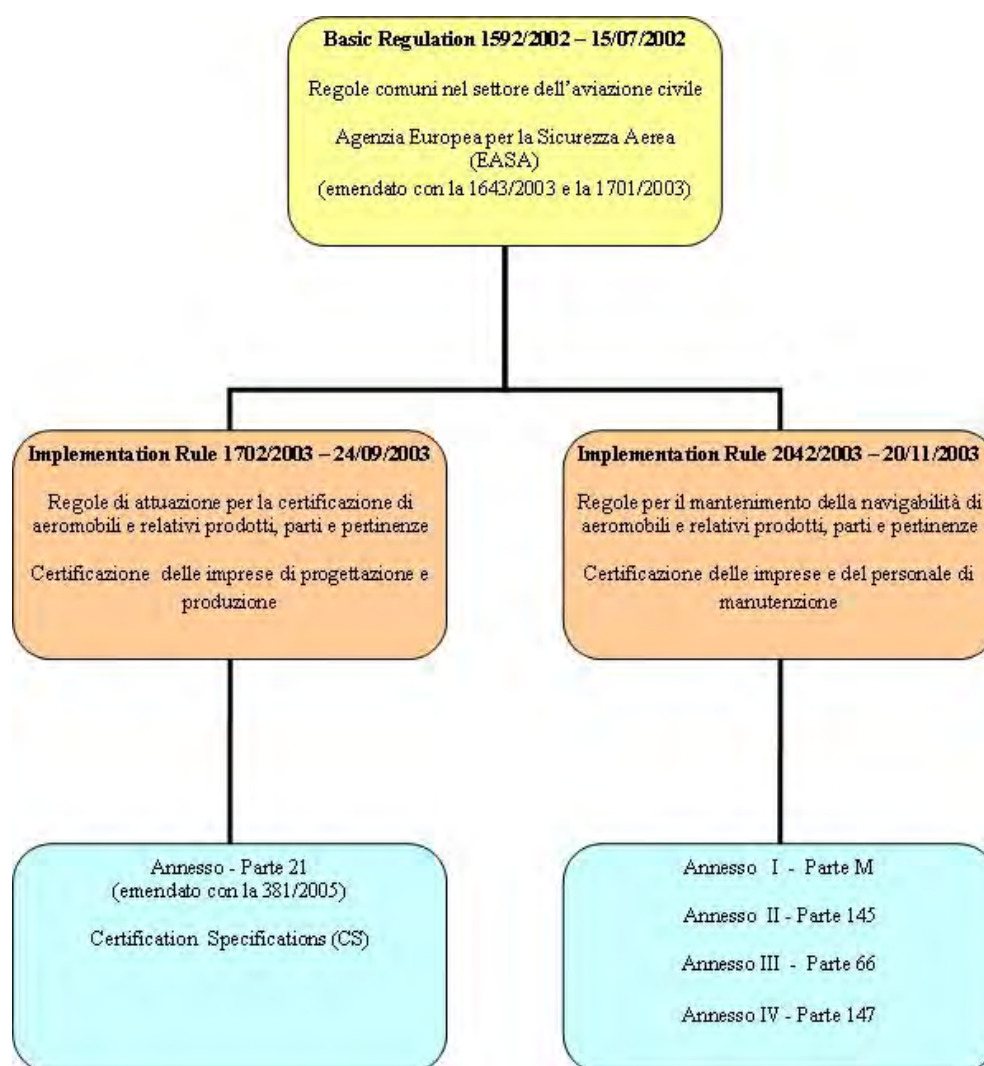 Basic Regulation 1592/2002 – 15/07/2002
Regole comuni nel settore dell'aviazione civile
Agenzia Europea per la Sicurezza Aerea
(EASA)
(emendato con la 1643/2003 e la 1701/2003)
Implementation Rule 1702/2003 – 24/09/2003
Regole di attuazione per la certificazione di
aeromobili e relativi prodotti, parti e pertinenze
Certificazione delle imprese di progettazione e
produzione
Implementation Rule 2042/2003 – 20/11/2003
Regole per il mantenimento della navigabilità di
aeromobili e relativi prodotti, parti e pertinenze
Certificazione delle imprese e del personale di
manutenzione
Annesso - Parte 21
(emendato con la 381/2005)
Certification Specifications (CS)
Annesso I - Parte M
Annesso II - Parte 145
Annesso III - Parte 66
Annesso IV - Parte 147